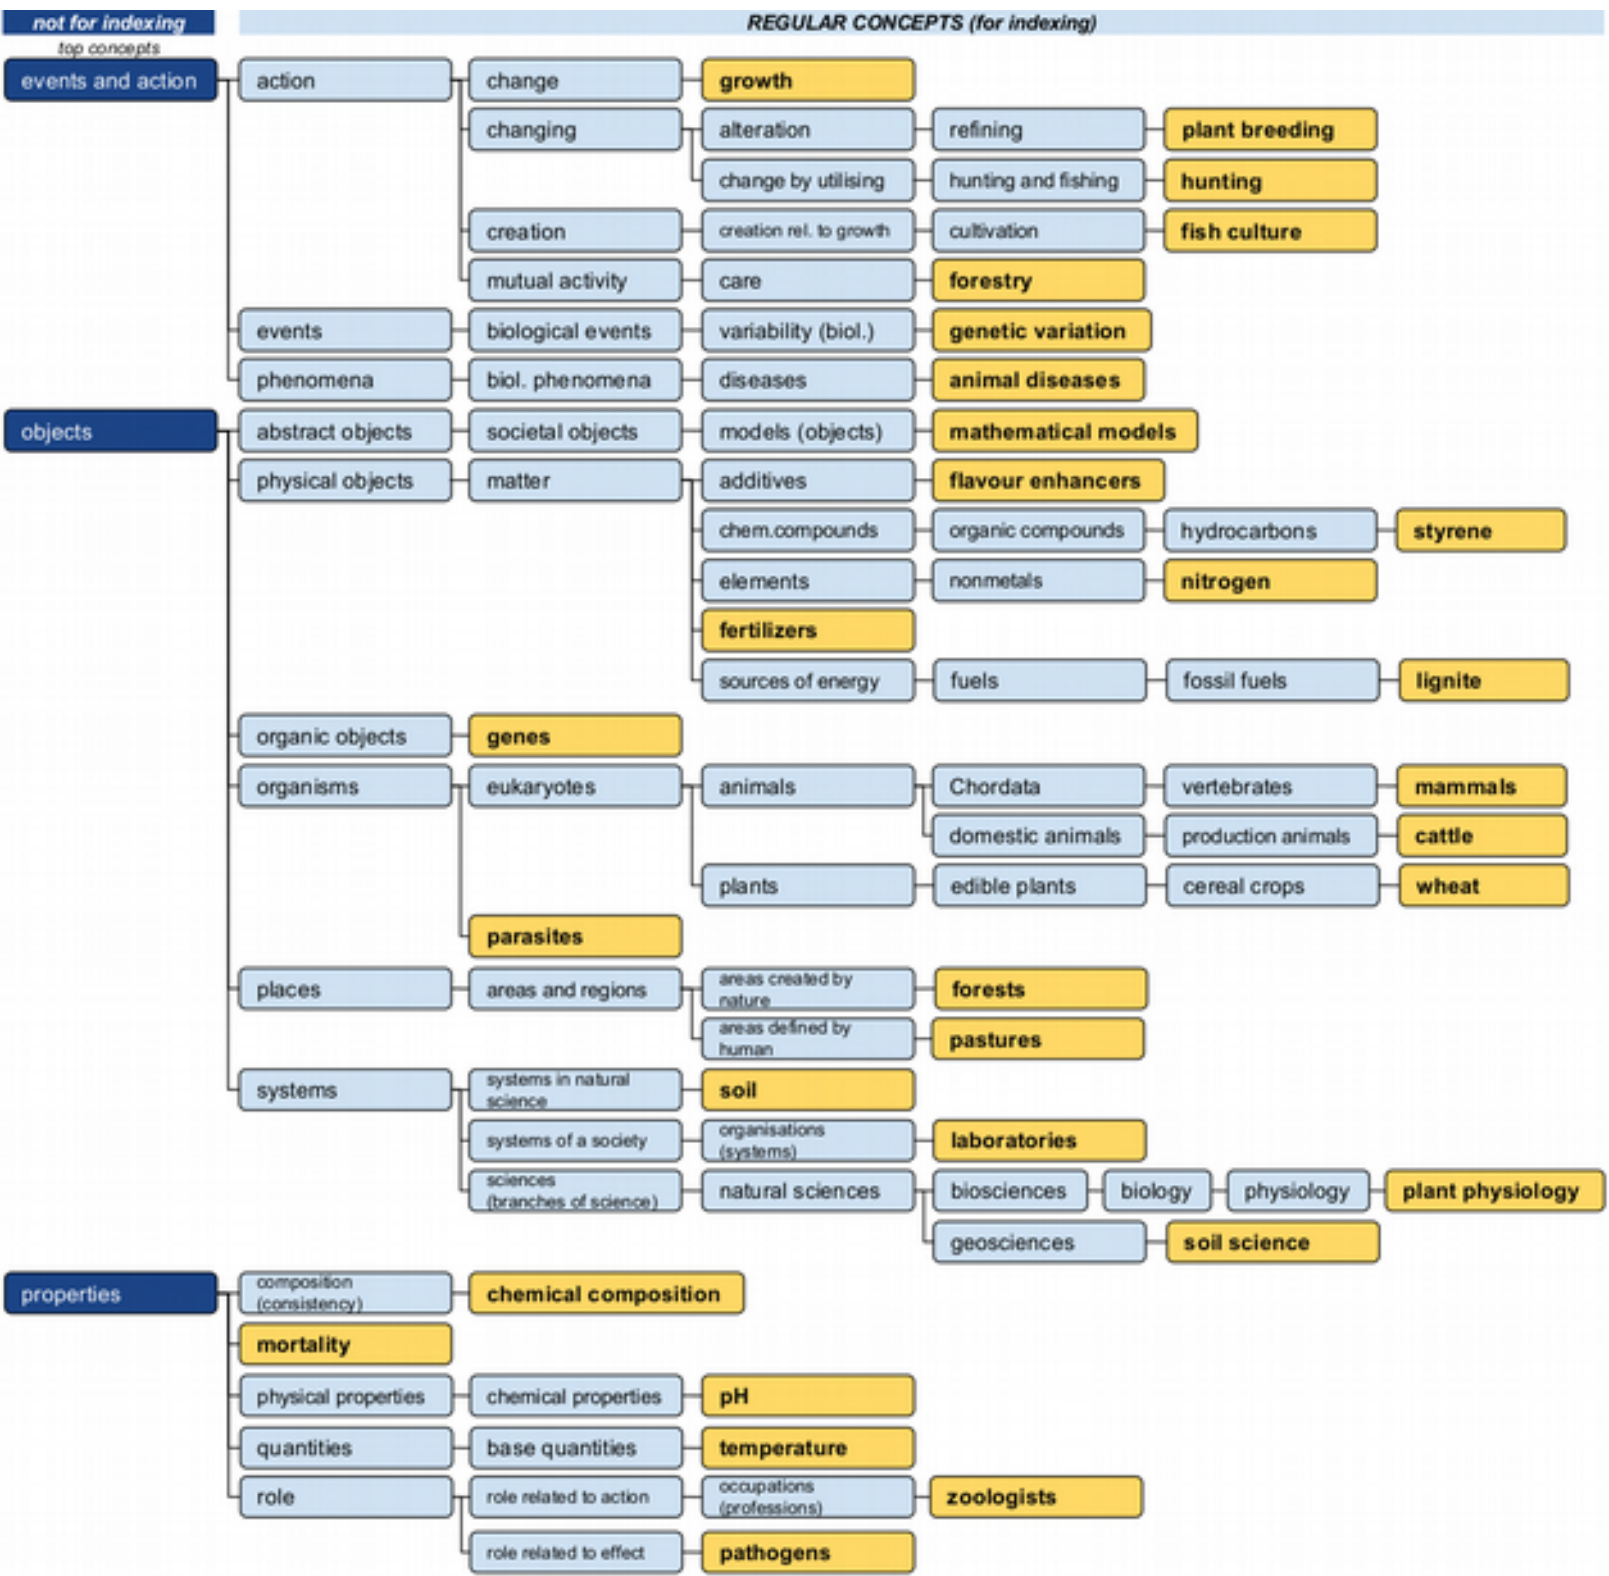 not for indexing
REGULAR CONCEPTS (for indexing)
top concepts
events and action
action
change
growth
changing
alteration
refining
plant breeding
change by utilising
hunting and fishing
hunting
creation
creation rel. to growth
cultivation
fish culture
mutual activity
care
forestry
events
biological events
variability (biol.)
genetic variation
phenomena
biol. phenomena
diseases
animal diseases
objects
abstract objects
societal objects
models (objects)
mathematical models
physical objects
matter
additives
flavour enhancers
chem.compounds
organic compounds
hydrocarbons
styrene
elements
nonmetals
nitrogen
fertilizers
sources of energy
fuels
fossil fuels
lignite
organic objects
genes
organisms
eukaryotes
animals
Chordata
vertebrates
mammals
domestic animals
production animals
cattle
plants
edible plants
cereal crops
wheat
parasites
places
areas and regions
areas created by
nature
forests
areas defined by
human
pastures
systems
systems in natural
science
soil
systems of a society
organisations
(systems)
laboratories
sciences
(branches of science)
natural sciences
biosciences
biology
physiology
plant physiology
geosciences
soil science
properties
composition
(consistency)
chemical composition
mortality
physical properties
chemical properties
pH
quantities
base quantities
temperature
role
role related to action
occupations
(professions)
zoologists
role related to effect
pathogens